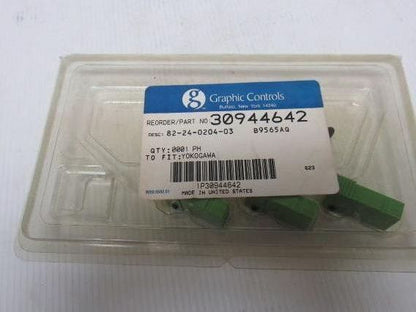 g Graphic Controls
Buffalo, New York 14240
REORDER/PART NO 30944642
DESC: 82-24-0204-03 B9565AQ
QTY: 0001 PH
TO FIT: YOKOGAWA
023
1P30944642
MADE IN UNITED STATES